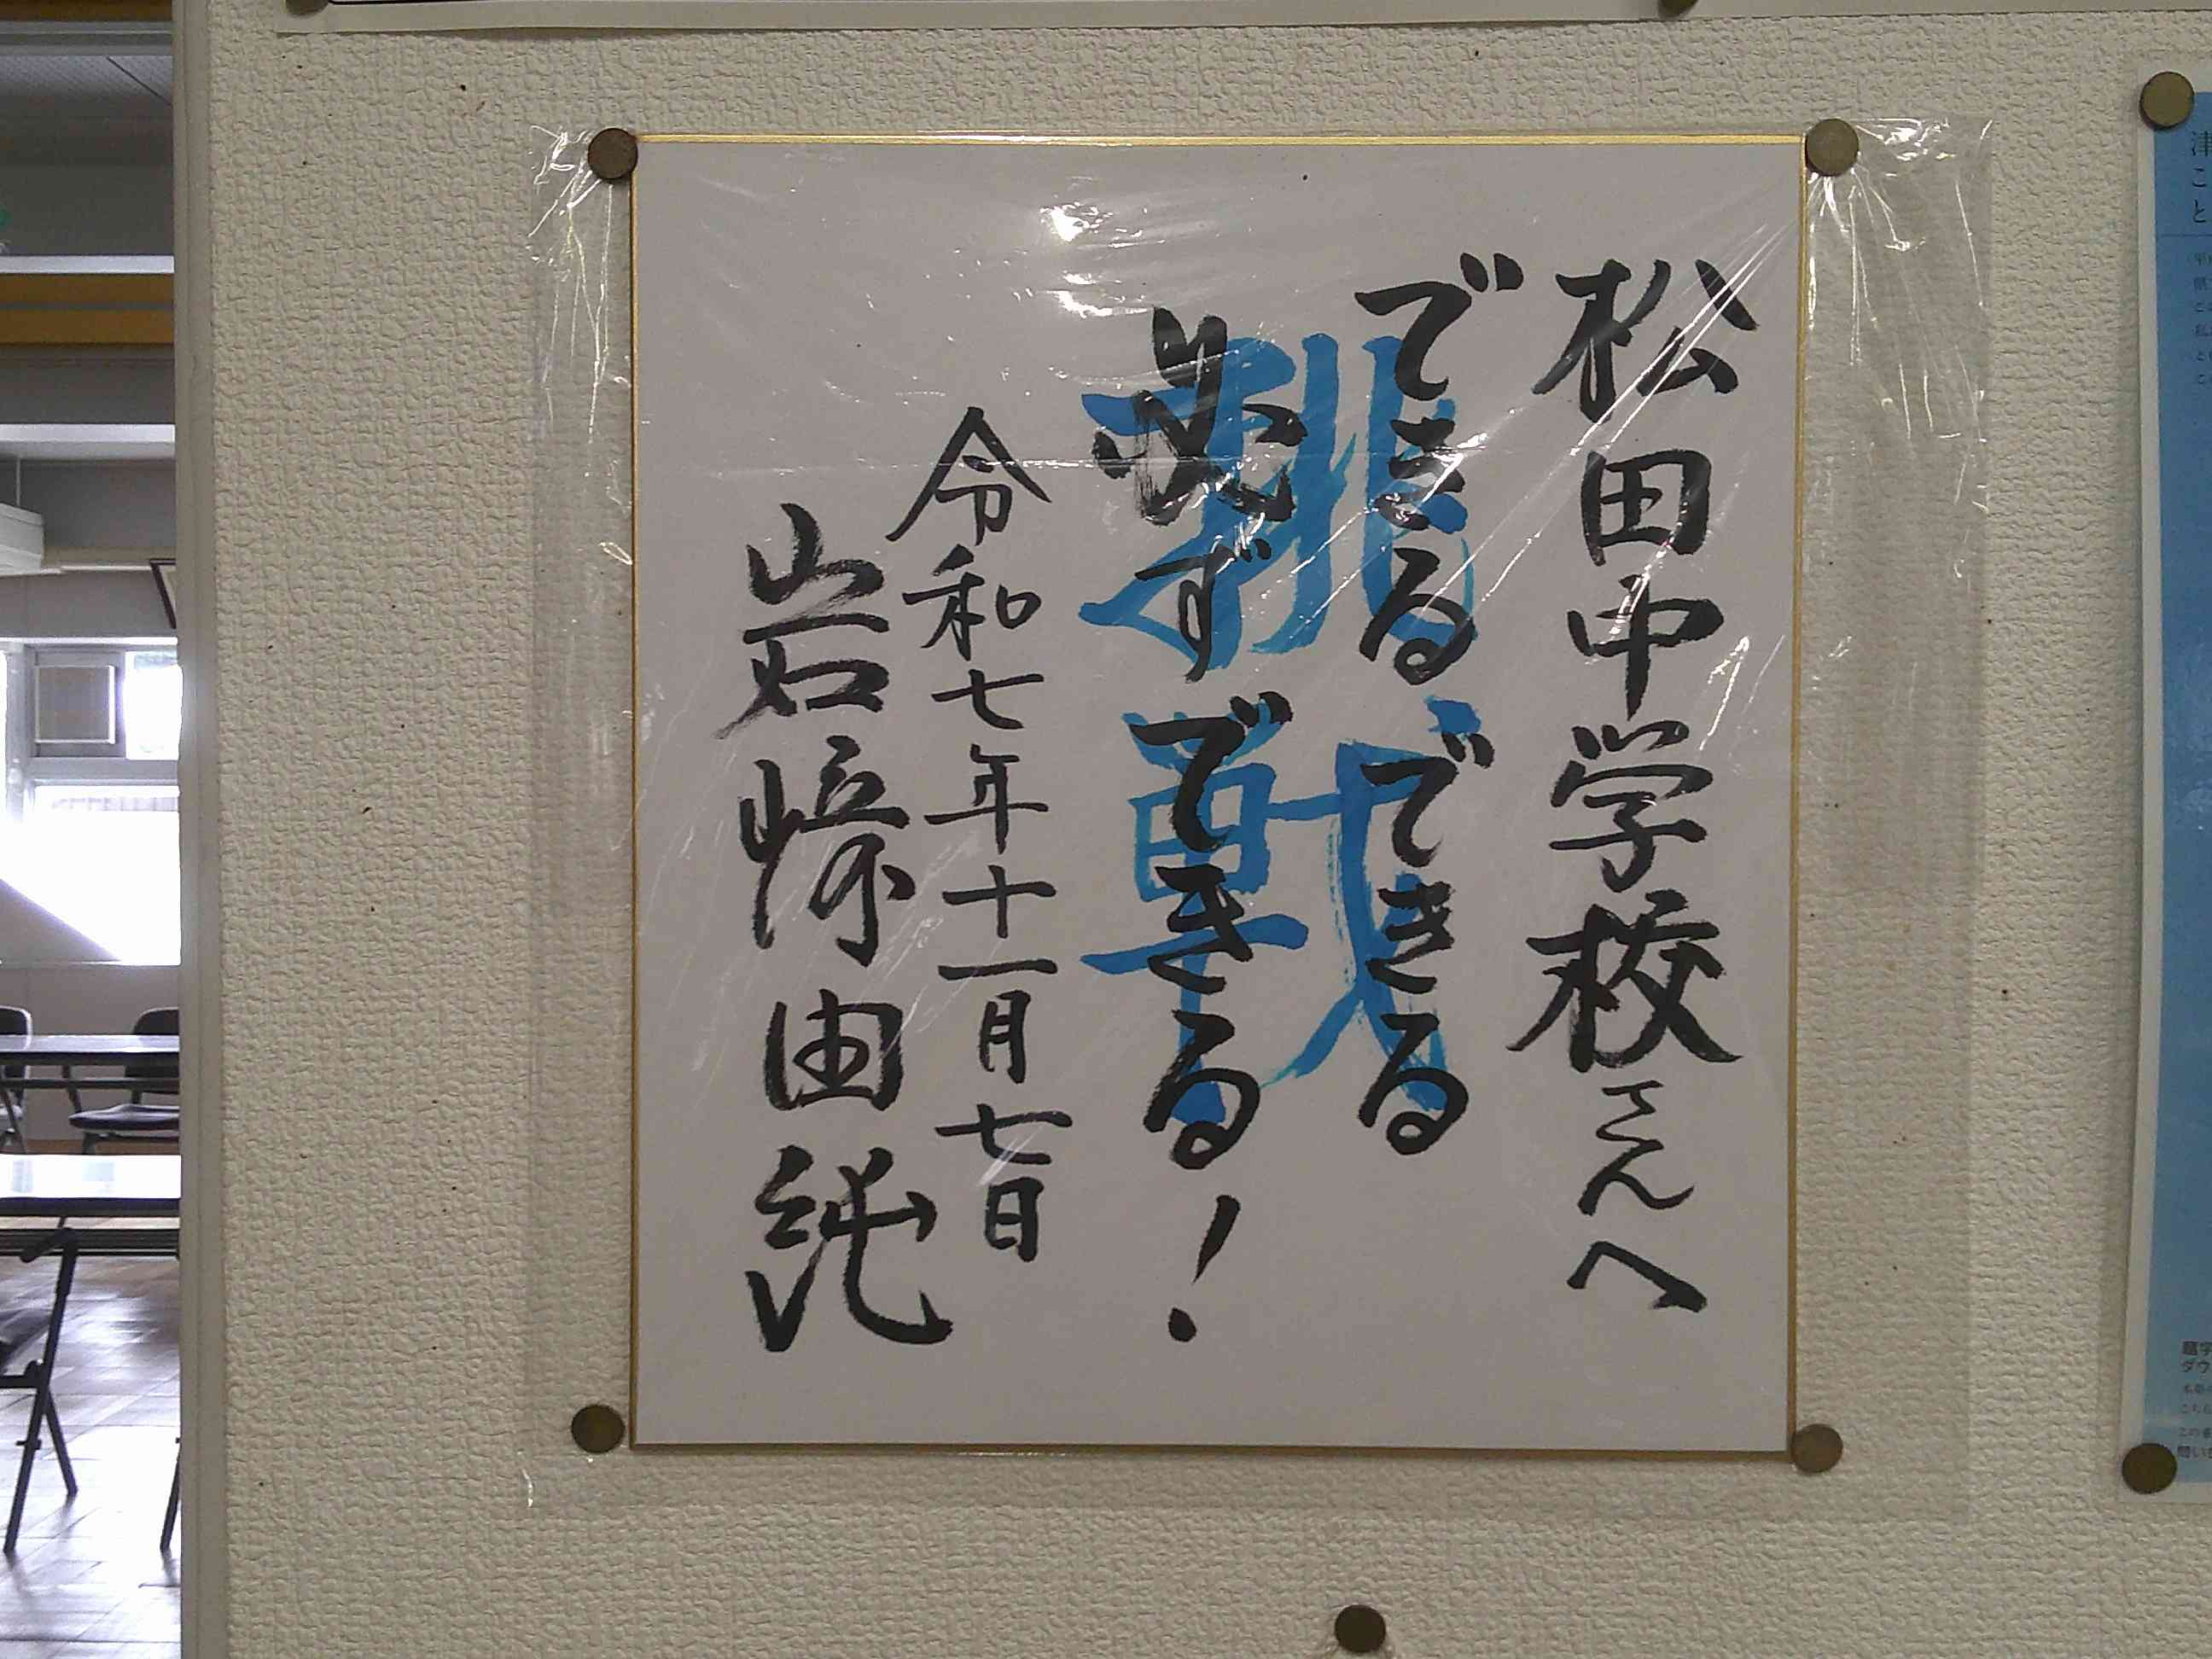 松田中学校さんへ
できるできる
必ずできる!
挑戦
令和七年十一月七日
岩﨑由純